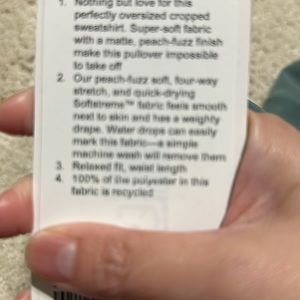 1. Nothing but love for this
perfectly oversized cropped
sweatshirt. Super-soft fabric
with a matte, peach-fuzz finish
make this pullover impossible
to take off
2. Our peach-fuzz soft, four-way
stretch, and quick-drying
Softstreme™ fabric feels smooth
next to skin and has a weighty
drape. Water drops can easily
mark this fabric—a simple
machine wash will remove them
3. Relaxed fit, waist length
4. 100% of the polyester in this
fabric is recycled